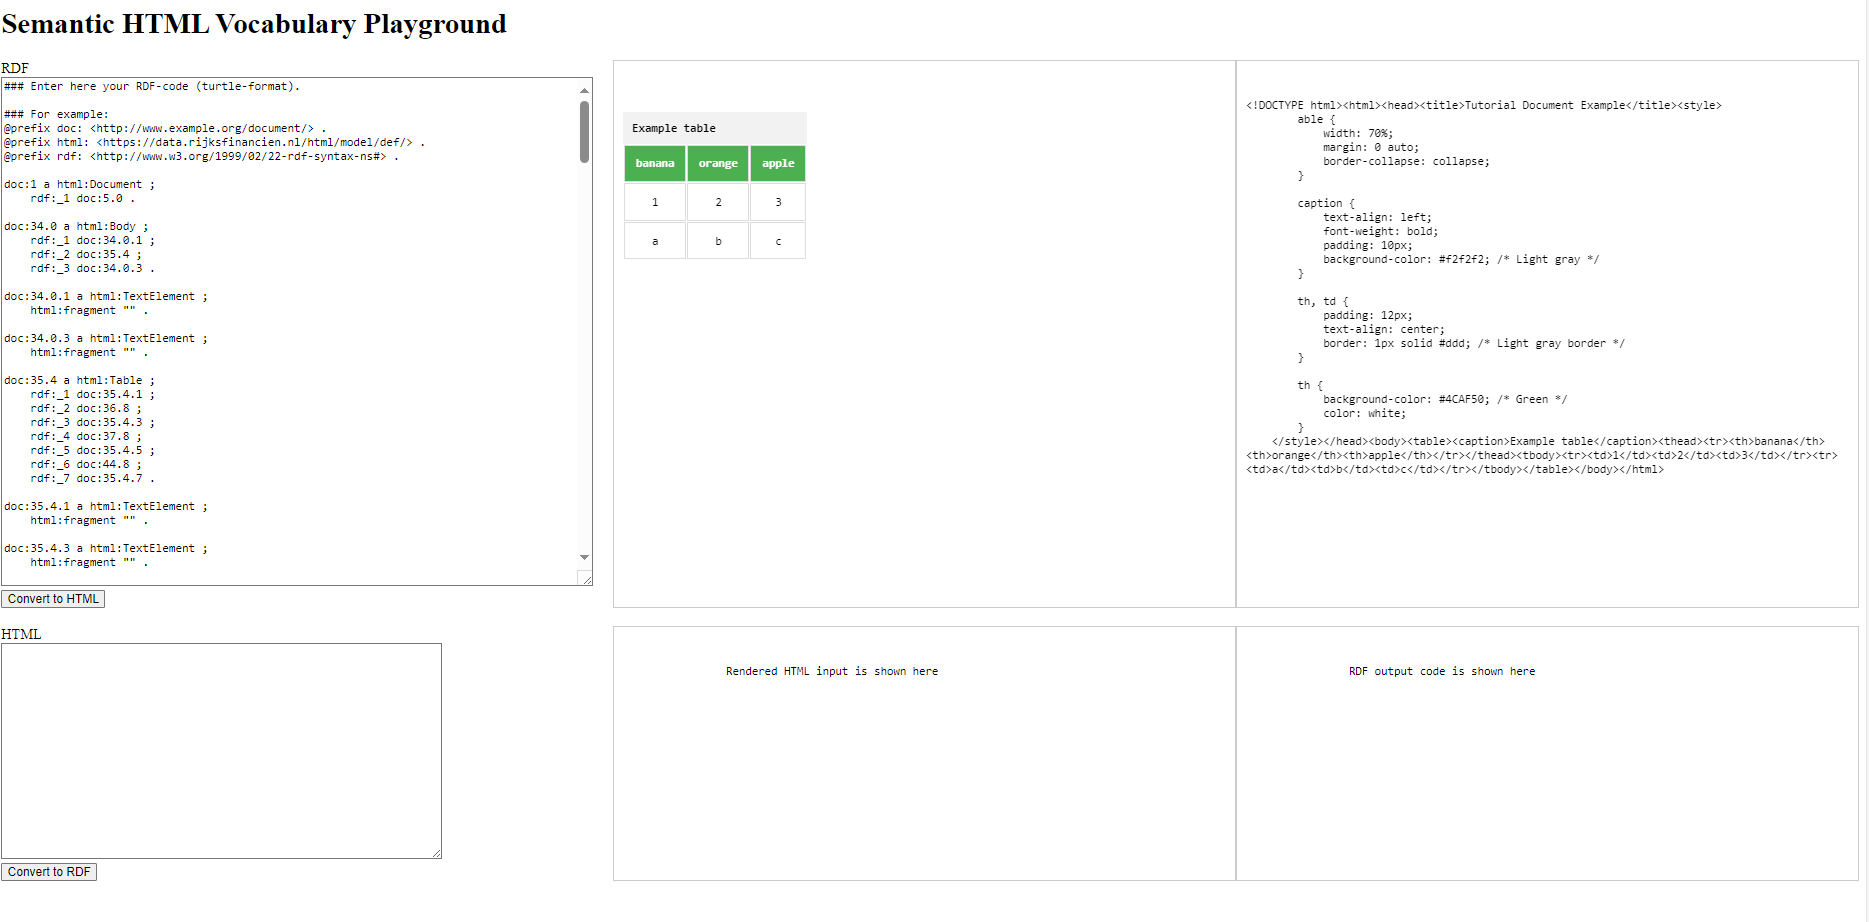 Semantic HTML Vocabulary Playground
RDF
### Enter here your RDF-code (turtle-format).
### For example:
@prefix doc: <http://www.example.org/document/> .
@prefix html: <https://data.rijksfinancien.nl/html/model/def/> .
@prefix rdf: <http://www.w3.org/1999/02/22-rdf-syntax-ns#> .
doc:1 a html:Document ;
rdf:_1 doc:5.0 .
doc:34.0 a html:Body ;
rdf:_1 doc:34.0.1 ;
rdf:_2 doc:35.4 ;
rdf:_3 doc:34.0.3 .
doc:34.0.1 a html:TextElement ;
html:fragment "" .
doc:34.0.3 a html:TextElement ;
html:fragment "" .
doc:35.4 a html:Table ;
rdf:_1 doc:35.4.1 ;
rdf:_2 doc:36.8 ;
rdf:_3 doc:35.4.3 ;
rdf:_4 doc:37.8 ;
rdf:_5 doc:35.4.5 ;
rdf:_6 doc:44.8 ;
rdf:_7 doc:35.4.7 .
doc:35.4.1 a html:TextElement ;
html:fragment "" .
doc:35.4.3 a html:TextElement ;
html:fragment "" .
Convert to HTML
Example table
banana orange apple
1 2 3
a b c
<!DOCTYPE html><html><head><title>Tutorial Document Example</title><style>
able {
width: 70%;
margin: 0 auto;
border-collapse: collapse;
}
caption {
text-align: left;
font-weight: bold;
padding: 10px;
background-color: #f2f2f2; /* Light gray */
}
th, td {
padding: 12px;
text-align: center;
border: 1px solid #ddd; /* Light gray border */
}
th {
background-color: #4CAF50; /* Green */
color: white;
}
</style></head><body><table><caption>Example table</caption><thead><tr><th>banana</th>
<th>orange</th><th>apple</th></tr></thead><tbody><tr><td>1</td><td>2</td><td>3</td></tr><tr>
<td>a</td><td>b</td><td>c</td></tr></tbody></table></body></html>
HTML
Convert to RDF
Rendered HTML input is shown here
RDF output code is shown here